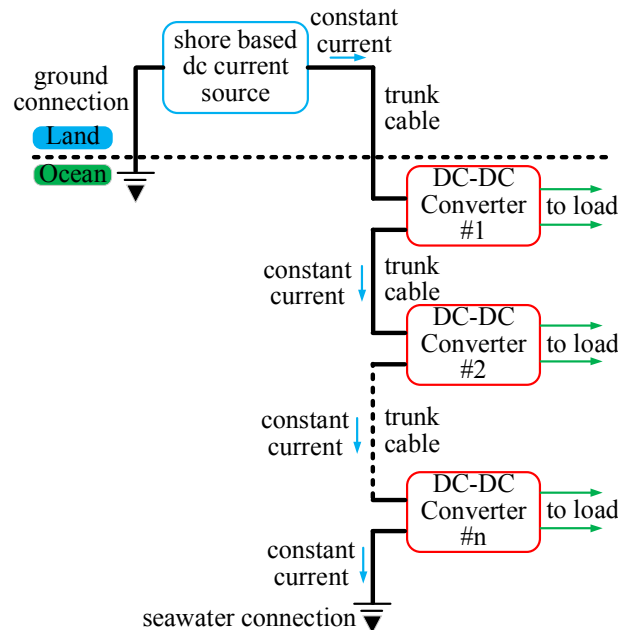 shore based
dc current
source
constant
current
ground
connection
trunk
cable
Land
Ocean
DC-DC
Converter
#1
to load
constant
current
trunk
cable
DC-DC
Converter
#2
to load
constant
current
trunk
cable
DC-DC
Converter
#n
to load
constant
current
seawater connection